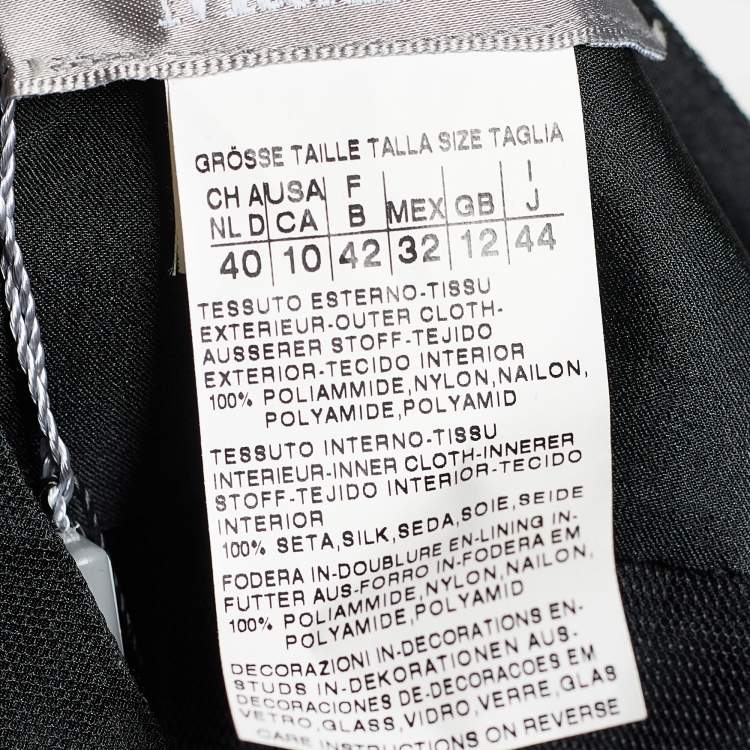 GRÖSSE TAILLE TALLA SIZE TAGLIA
CH A USA F MEX GB I
NL D CA B J
40 10 42 32 12 44
TESSUTO ESTERNO-TISSU
EXTERIEUR-OUTER CLOTH-
AUSSERER STOFF-TEJIDO
EXTERIOR-TECIDO INTERIOR
100% POLIAMMIDE,NYLON,NAILON,
POLYAMIDE,POLYAMID
TESSUTO INTERNO-TISSU
INTERIEUR-INNER CLOTH-INNERER
STOFF-TEJIDO INTERIOR-TECIDO
INTERIOR
100% SETA,SILK,SEDA,SOIE,SEIDE
FODERA IN-DOUBLURE EN-LINING IN-
FUTTER AUS-FORRO IN-FODERA EM
100% POLIAMMIDE,NYLON,NAILON,
POLYAMIDE,POLYAMID
DECORAZIONI IN-DECORATIONS EN-
STUDS IN-DEKORATIONEN AUS-
DECORACIONES DE-DECORACOES EM
VETRO,GLASS,VIDRO,VERRE,GLAS
CARE INSTRUCTIONS ON REVERSE